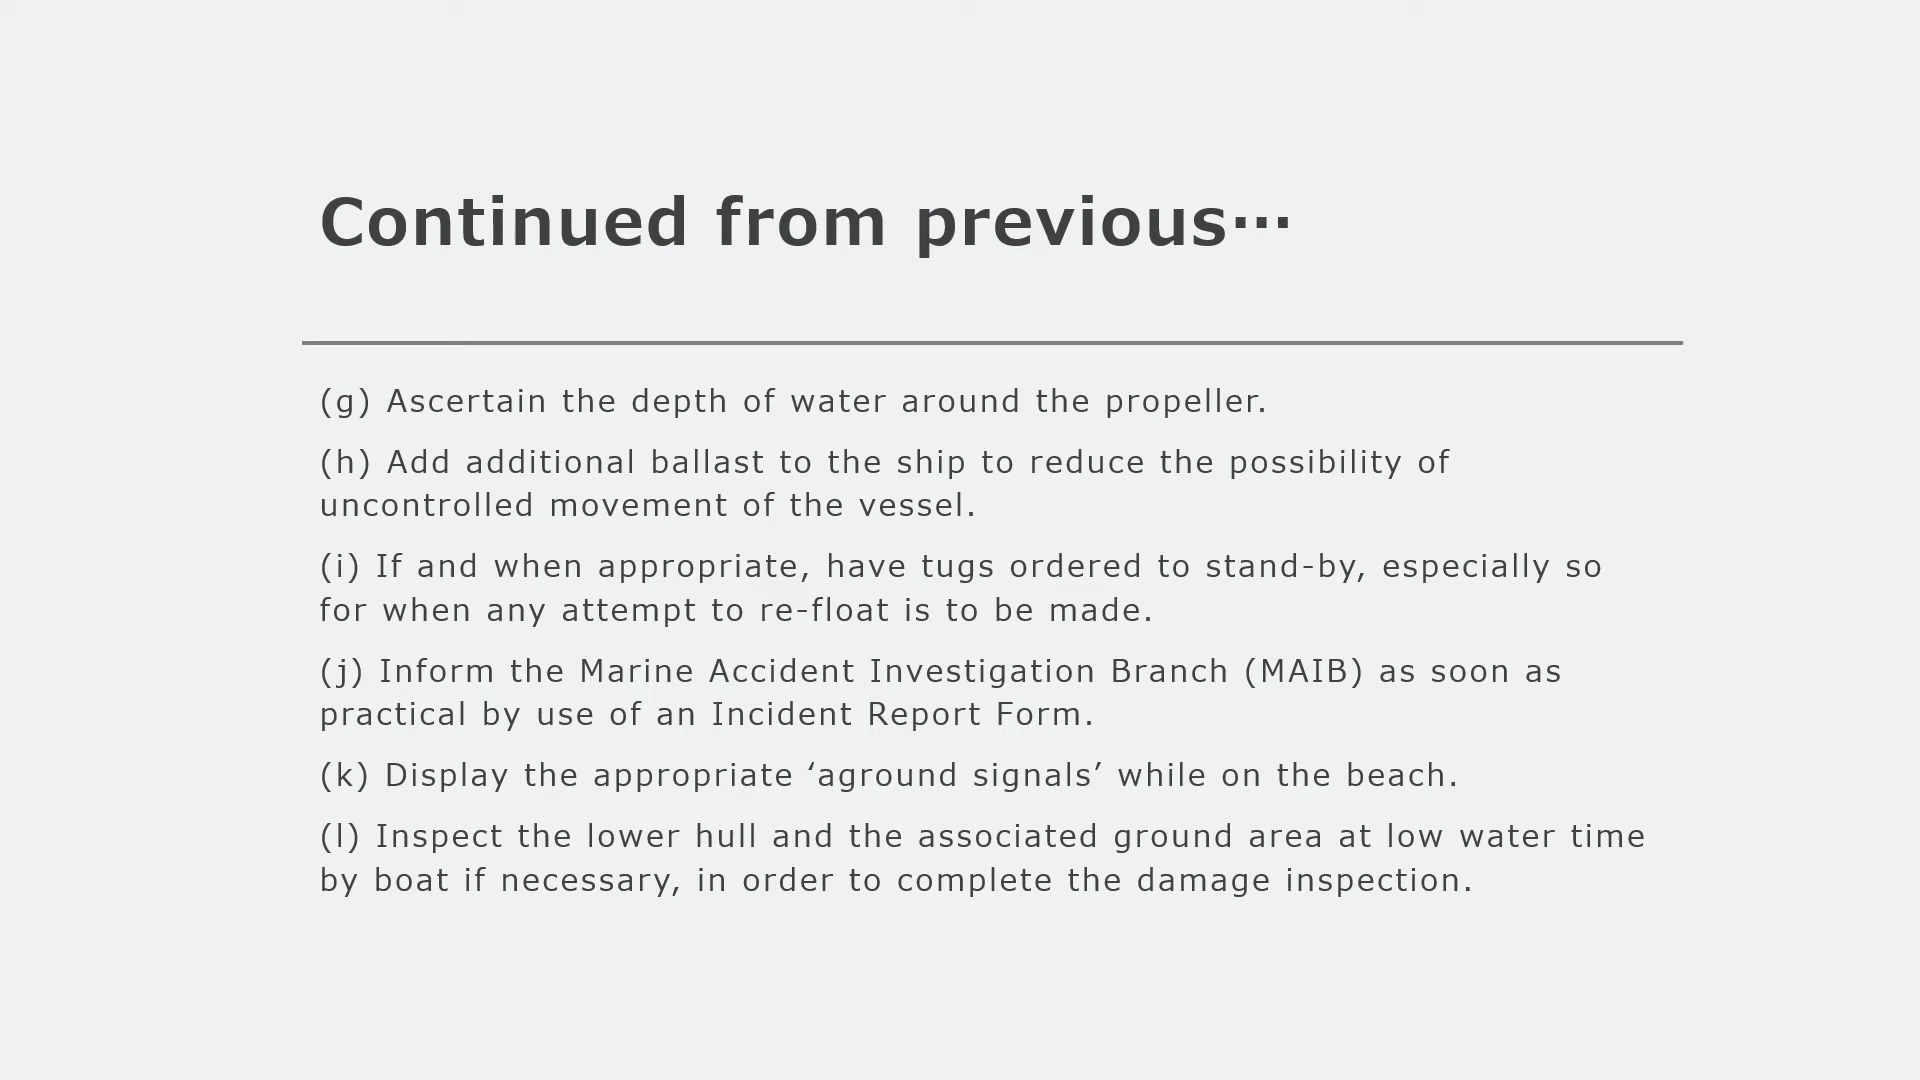 Continued from previous…
(g) Ascertain the depth of water around the propeller.
(h) Add additional ballast to the ship to reduce the possibility of
uncontrolled movement of the vessel.
(i) If and when appropriate, have tugs ordered to stand-by, especially so
for when any attempt to re-float is to be made.
(j) Inform the Marine Accident Investigation Branch (MAIB) as soon as
practical by use of an Incident Report Form.
(k) Display the appropriate ‘aground signals’ while on the beach.
(l) Inspect the lower hull and the associated ground area at low water time
by boat if necessary, in order to complete the damage inspection.